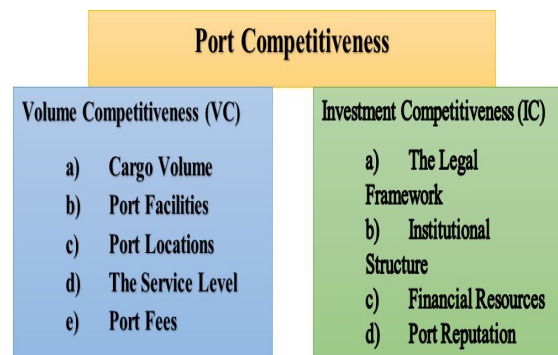 Port Competitiveness
Volume Competitiveness (VC)
a) Cargo Volume
b) Port Facilities
c) Port Locations
d) The Service Level
e) Port Fees
Investment Competitiveness (IC)
a) The Legal
Framework
b) Institutional
Structure
c) Financial Resources
d) Port Reputation